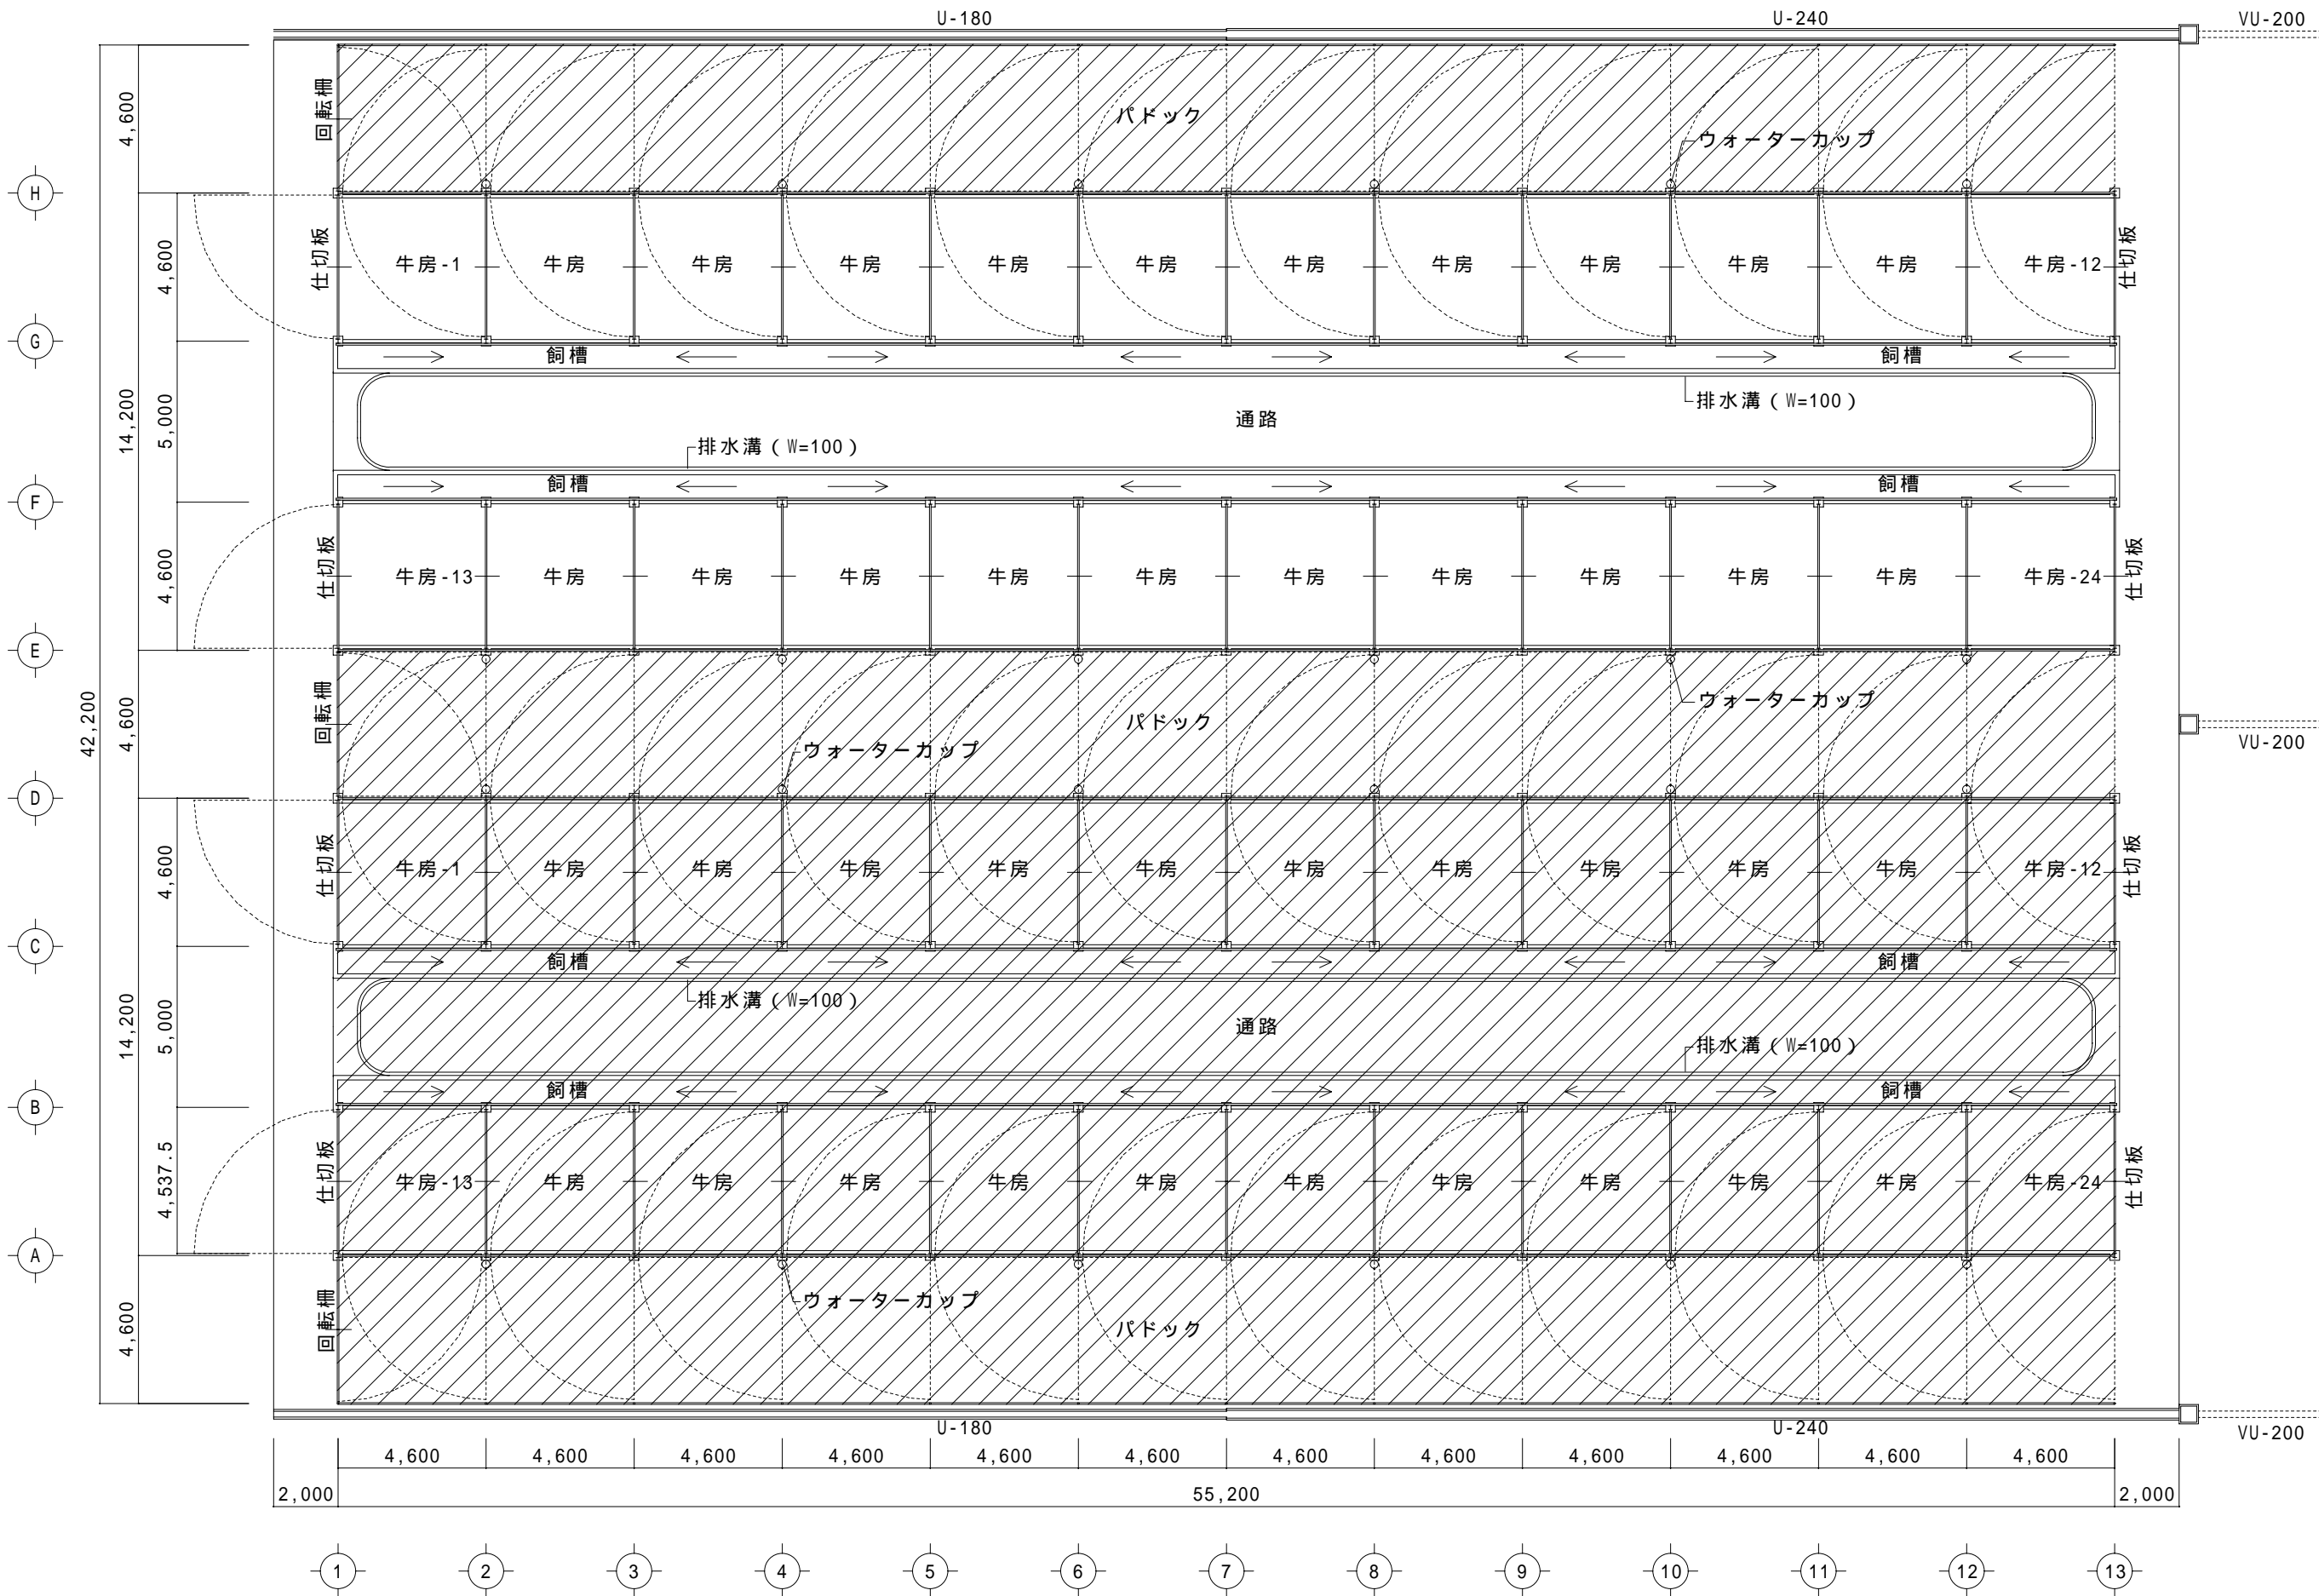 U-180
U-240
VU-200
4,600
回転柵
パドック
ウォーターカップ
H
4,600
仕切板
牛房-1
牛房
牛房
牛房
牛房
牛房
牛房
牛房
牛房
牛房
牛房
牛房-12
仕切板
G
飼槽
飼槽
14,200
5,000
通路
排水溝(W=100)
排水溝(W=100)
F
飼槽
飼槽
4,600
仕切板
牛房-13
牛房
牛房
牛房
牛房
牛房
牛房
牛房
牛房
牛房
牛房
牛房-24
仕切板
E
42,200
4,600
回転柵
パドック
ウォーターカップ
ウォーターカップ
VU-200
D
4,600
仕切板
牛房-1
牛房
牛房
牛房
牛房
牛房
牛房
牛房
牛房
牛房
牛房
牛房-12
仕切板
C
飼槽
飼槽
14,200
5,000
排水溝(W=100)
通路
排水溝(W=100)
飼槽
飼槽
B
4,537.5
仕切板
牛房-13
牛房
牛房
牛房
牛房
牛房
牛房
牛房
牛房
牛房
牛房
牛房-24
仕切板
A
4,600
回転柵
ウォーターカップ
パドック
U-180
U-240
VU-200
4,600
4,600
4,600
4,600
4,600
4,600
4,600
4,600
4,600
4,600
4,600
4,600
2,000
55,200
2,000
1
2
3
4
5
6
7
8
9
10
11
12
13